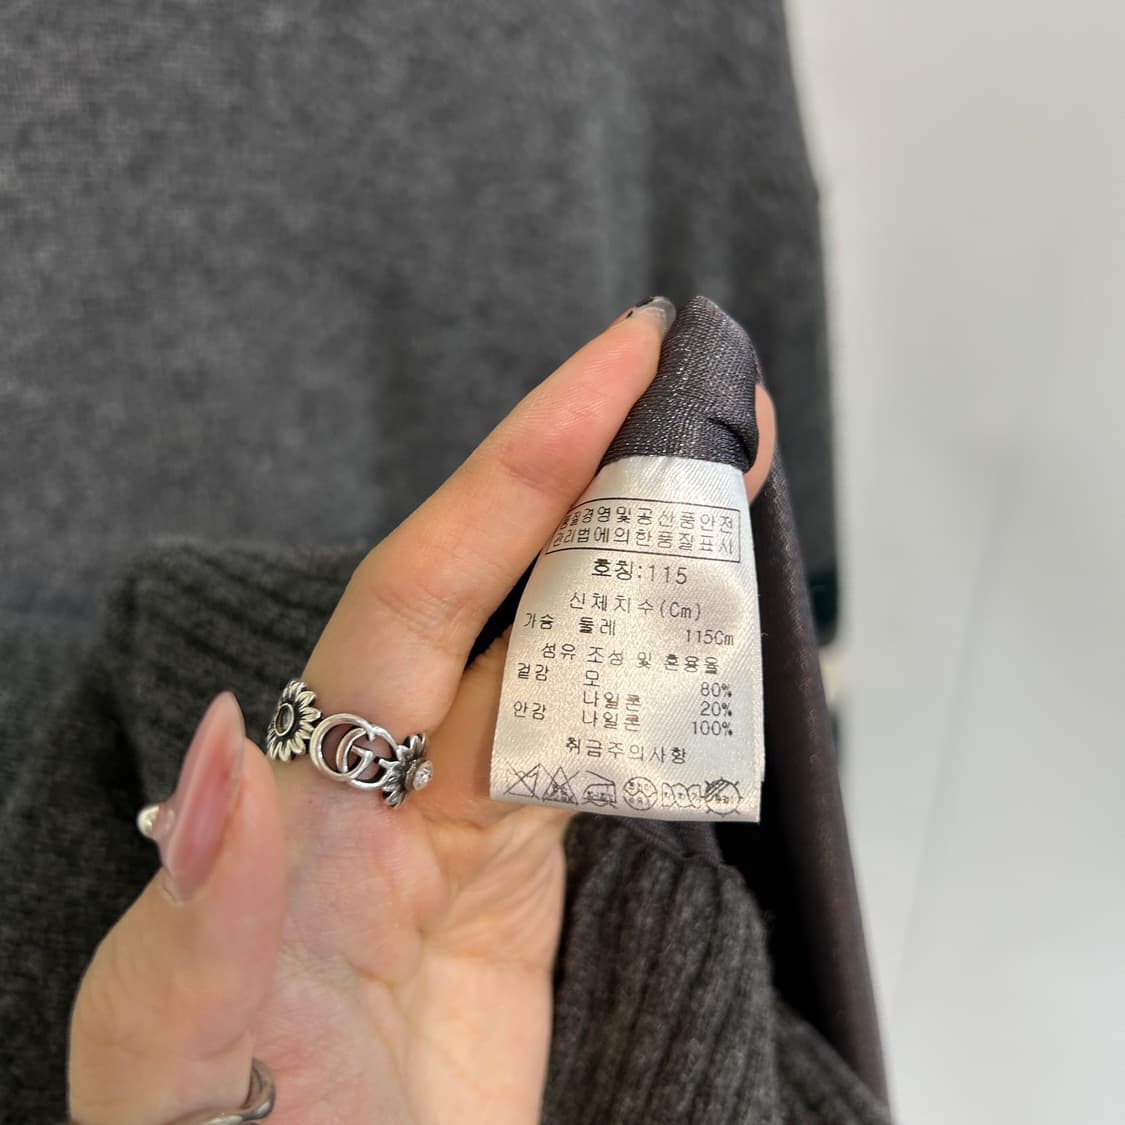 품질경영및공산품안전
관리법에의한품질표시
호칭:115
신체치수(Cm)
가슴 둘레 115Cm
섬유 조성 및 혼용율
겉감 모 80%
나일론 20%
안감 나일론 100%
취급주의사항